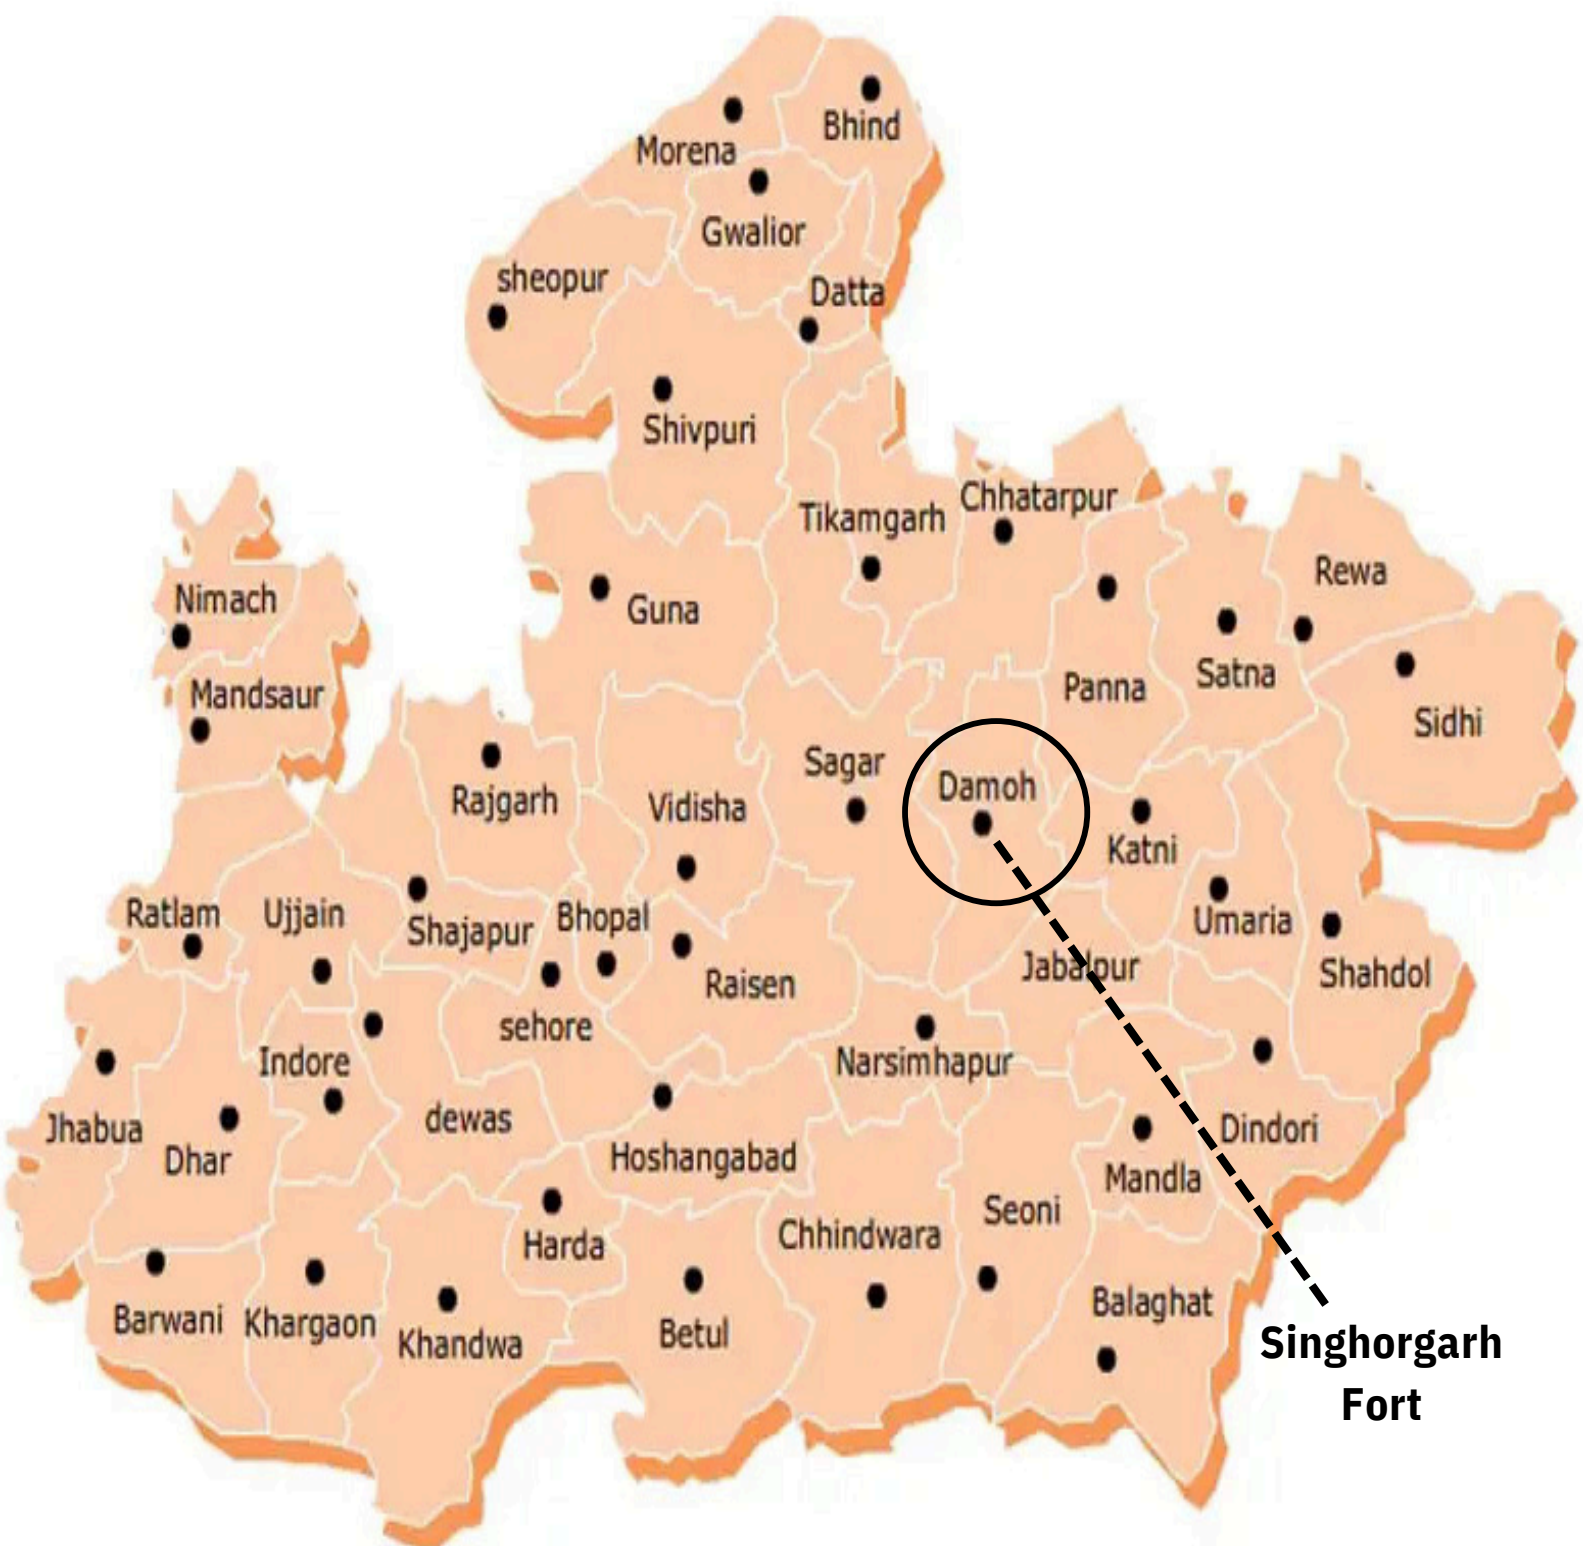 Bhind
Morena
Gwalior
sheopur
Datta
Shivpuri
Chhatarpur
Tikamgarh
Rewa
Nimach
Guna
Satna
Panna
Mandsaur
Sidhi
Sagar
Damoh
Rajgarh
Vidisha
Katni
Ratlam
Ujjain
Bhopal
Umaria
Shajapur
Jabalpur
Shahdol
Raisen
sehore
Indore
Narsimhapur
dewas
Jhabua
Dindori
Dhar
Hoshangabad
Mandla
Seoni
Chhindwara
Harda
Balaghat
Barwani
Khargaon
Betul
Khandwa
Singhorgarh
Fort